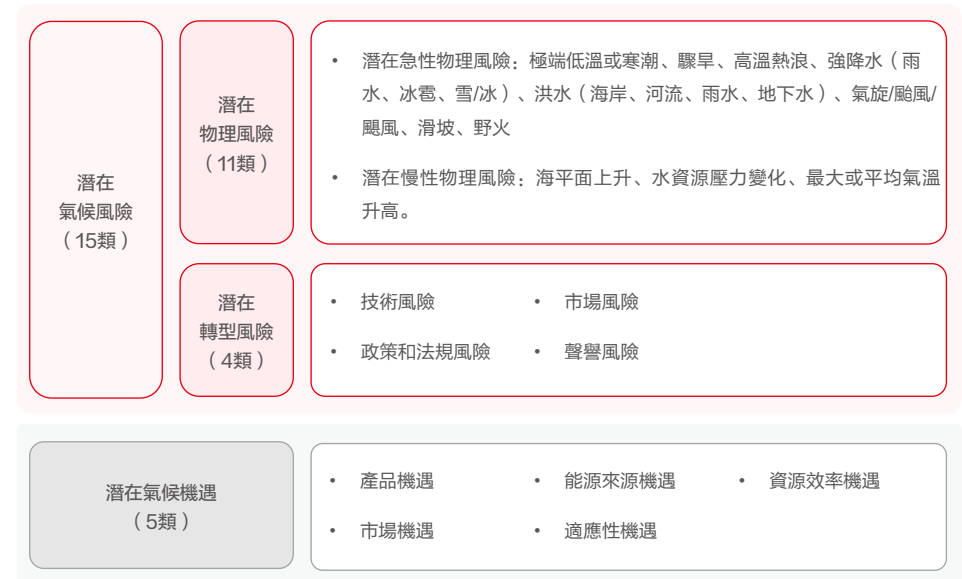 潛在
氣候風險
（15類）
潛在
物理風險
（11類）
• 潛在急性物理風險：極端低溫或寒潮、驟旱、高溫熱浪、強降水（雨
水、冰雹、雪/冰）、洪水（海岸、河流、雨水、地下水）、氣旋/颱風/
颶風、滑坡、野火
• 潛在慢性物理風險：海平面上升、水資源壓力變化、最大或平均氣溫
升高。
潛在
轉型風險
（4類）
• 技術風險 • 市場風險
• 政策和法規風險 • 聲譽風險
潛在氣候機遇
（5類）
• 產品機遇 • 能源來源機遇 • 資源效率機遇
• 市場機遇 • 適應性機遇